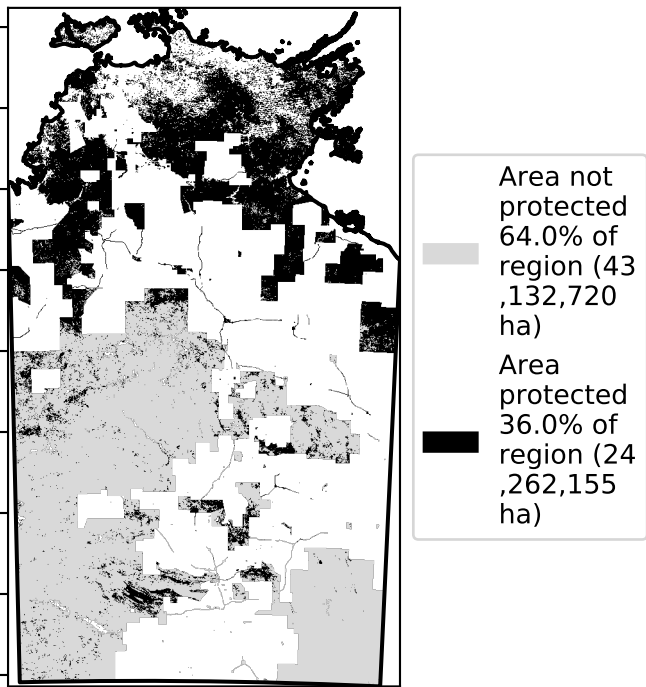 Area not
protected
64.0% of
region (43
,132,720
ha)
Area
protected
36.0% of
region (24
,262,155
ha)